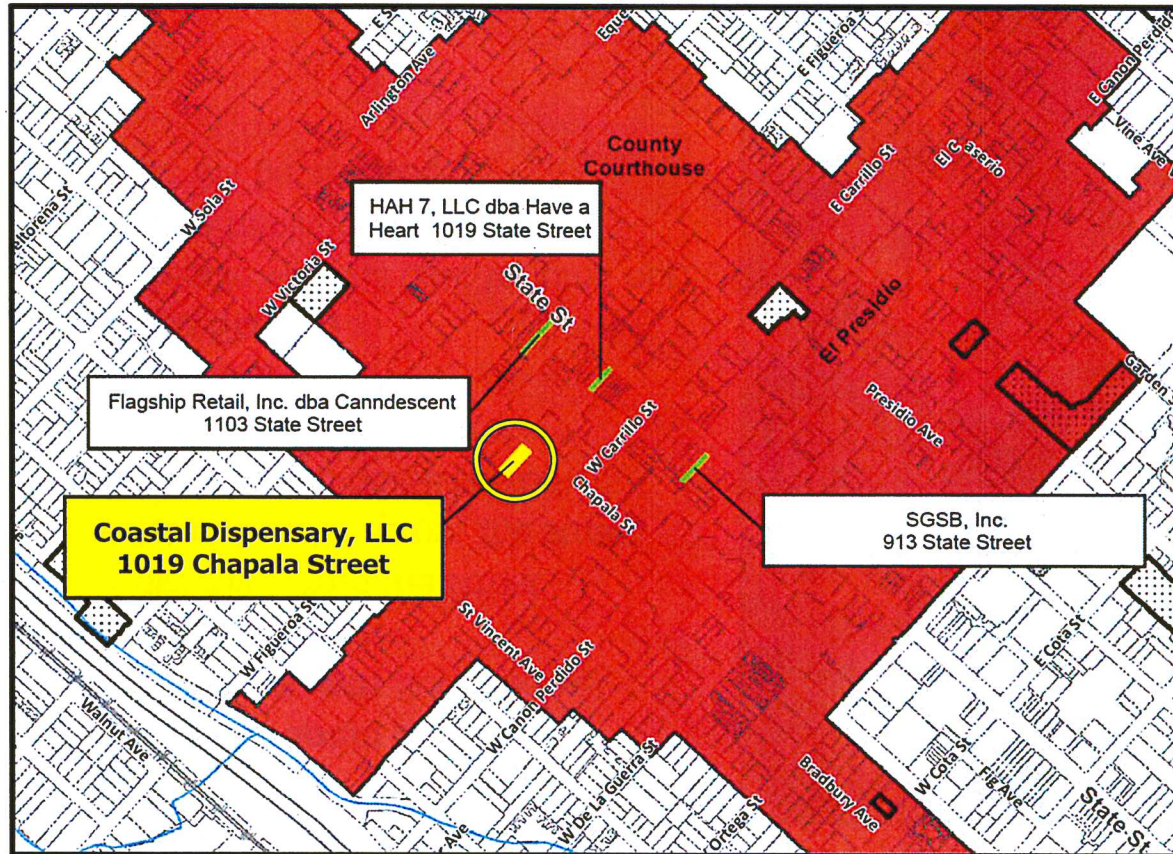 Arlington Ave
E Figueroa St
E Canon Perdido
Vine Ave
County
Courthouse
E Carrillo St
El Caserio
W Sola St
HAH 7, LLC dba Have a
Heart 1019 State Street
W Victoria St
State St
El Presidio
Garden S
Flagship Retail, Inc. dba Canndescent
1103 State Street
Presidio Ave
W Carrillo St
Chapala St
Coastal Dispensary, LLC
1019 Chapala Street
SGSB, Inc.
913 State Street
W Figueroa St
St Vincent Ave
W Canon Perdido St
E Cota St
Walnut Ave
W De La Guerra St
Bradbury Ave
W Cota St
Fig Ave
State St
Ave
Ortega St